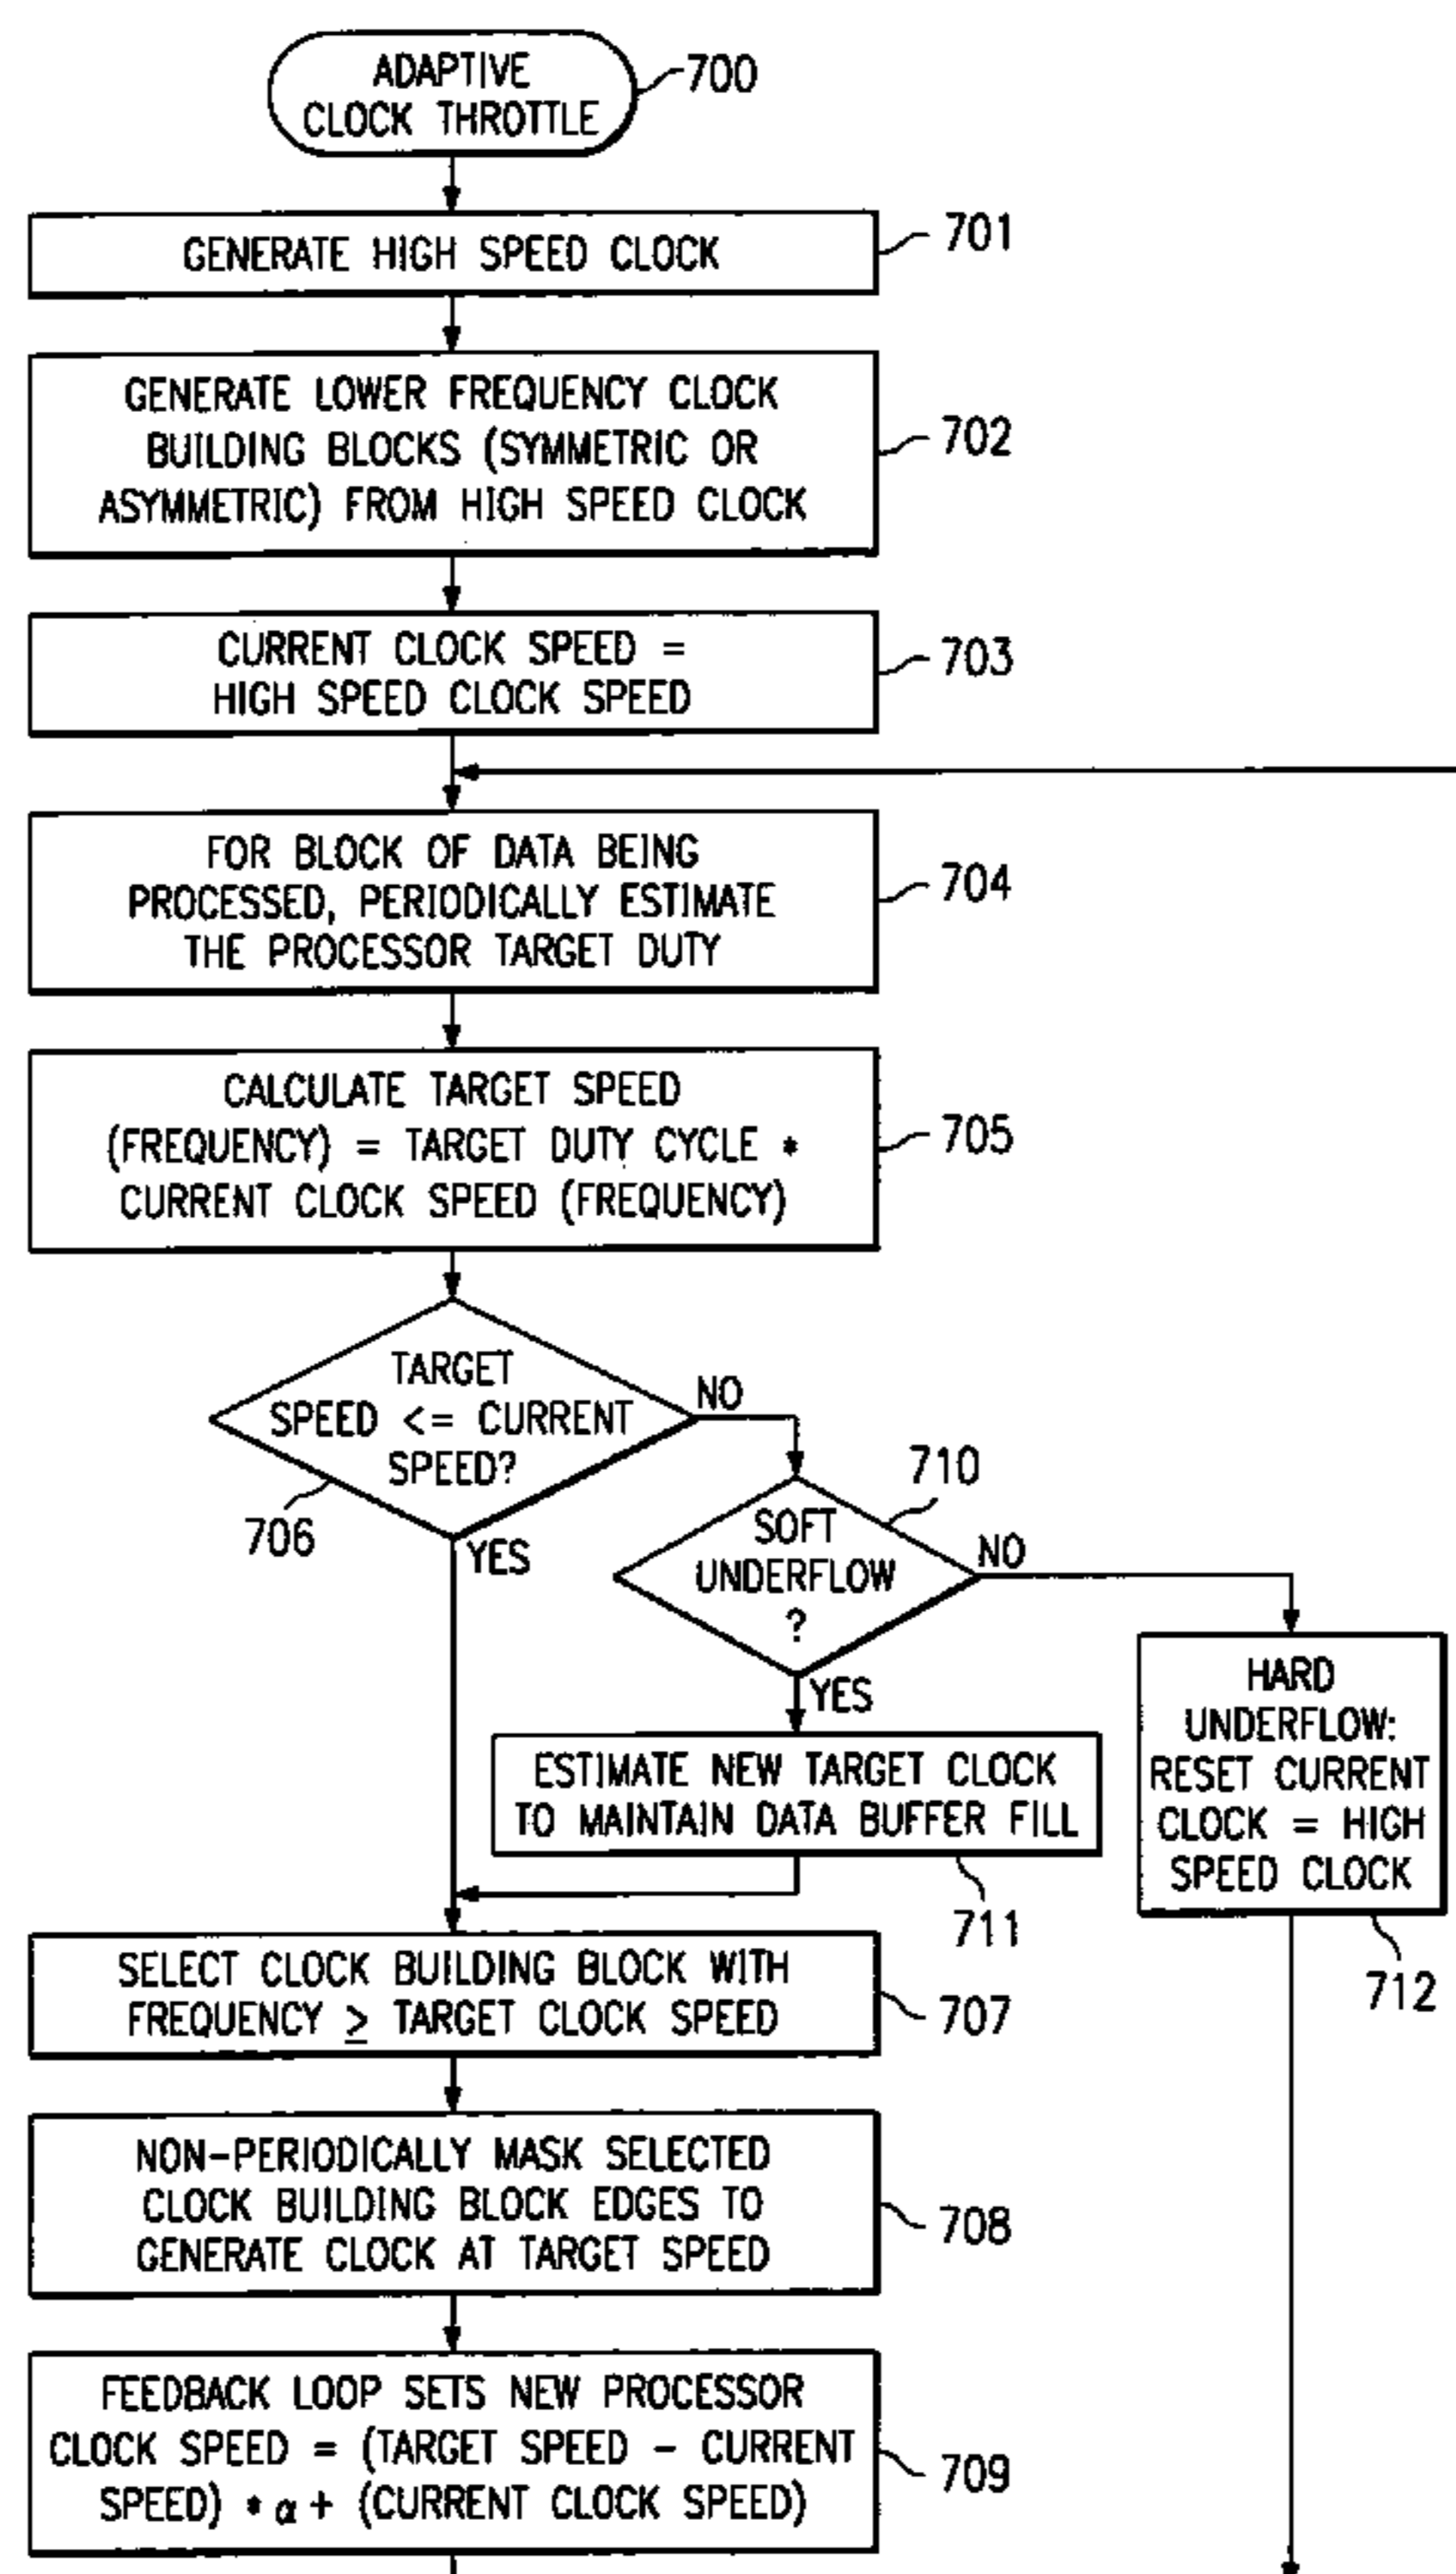 ADAPTIVE
CLOCK THROTTLE
700
GENERATE HIGH SPEED CLOCK
701
GENERATE LOWER FREQUENCY CLOCK
BUILDING BLOCKS (SYMMETRIC OR
ASYMMETRIC) FROM HIGH SPEED CLOCK
702
CURRENT CLOCK SPEED =
HIGH SPEED CLOCK SPEED
703
FOR BLOCK OF DATA BEING
PROCESSED, PERIODICALLY ESTIMATE
THE PROCESSOR TARGET DUTY
704
CALCULATE TARGET SPEED
(FREQUENCY) = TARGET DUTY CYCLE *
CURRENT CLOCK SPEED (FREQUENCY)
705
TARGET
SPEED <= CURRENT
SPEED?
706
NO
YES
SOFT
UNDERFLOW
?
710
NO
YES
ESTIMATE NEW TARGET CLOCK
TO MAINTAIN DATA BUFFER FILL
711
HARD
UNDERFLOW:
RESET CURRENT
CLOCK = HIGH
SPEED CLOCK
712
SELECT CLOCK BUILDING BLOCK WITH
FREQUENCY ≥ TARGET CLOCK SPEED
707
NON-PERIODICALLY MASK SELECTED
CLOCK BUILDING BLOCK EDGES TO
GENERATE CLOCK AT TARGET SPEED
708
FEEDBACK LOOP SETS NEW PROCESSOR
CLOCK SPEED = (TARGET SPEED - CURRENT
SPEED) * α + (CURRENT CLOCK SPEED)
709